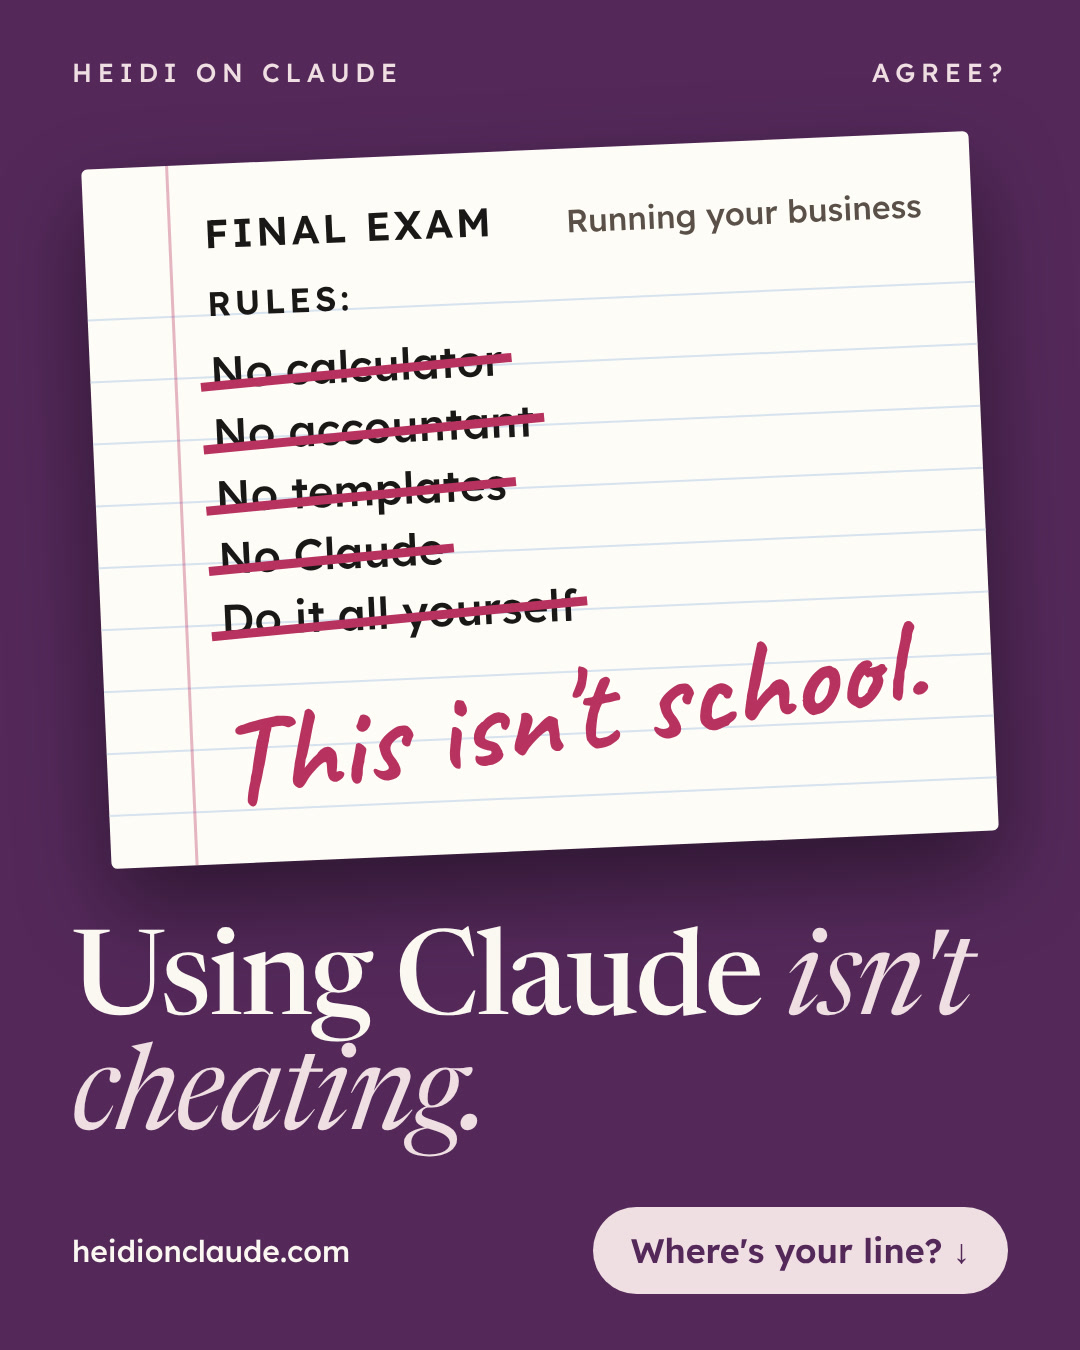 HEIDI ON CLAUDE
AGREE?
FINAL EXAM
Running your business
RULES:
No calculator
No accountant
No templates
No Claude
Do it all yourself
This isn't school.
Using Claude isn't
cheating.
heidionclaude.com
Where's your line? ↓